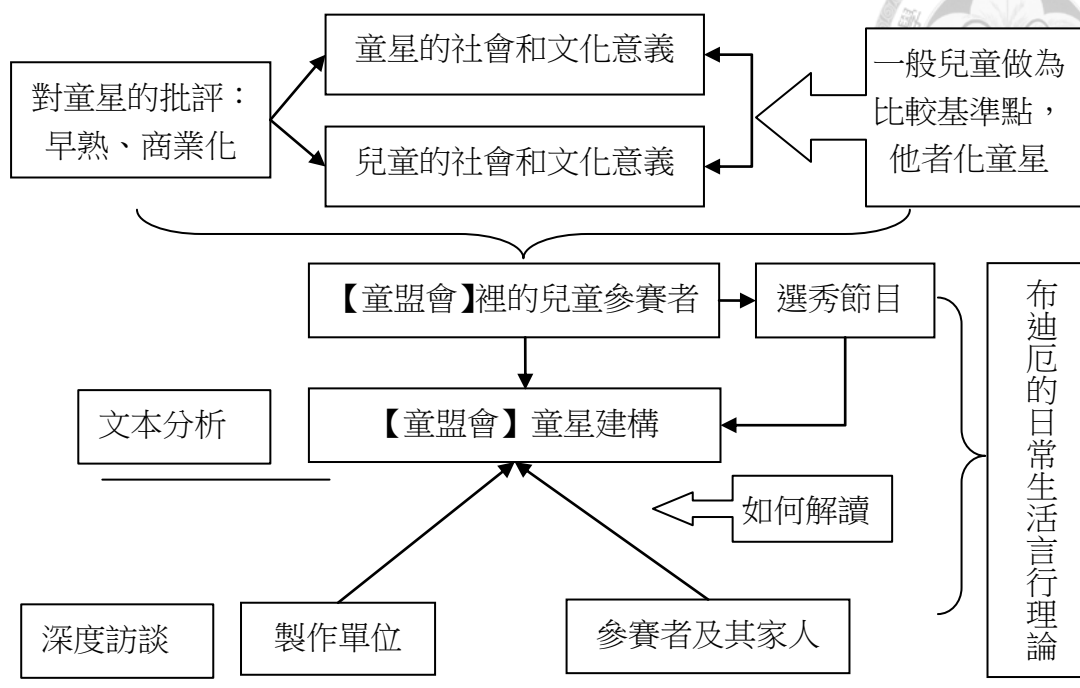 童星的社會和文化意義
對童星的批評：
早熟、商業化
兒童的社會和文化意義
一般兒童做為
比較基準點，
他者化童星
【童盟會】裡的兒童參賽者
選秀節目
文本分析
【童盟會】童星建構
如何解讀
布迪厄的日常生活言行理論
深度訪談
製作單位
參賽者及其家人